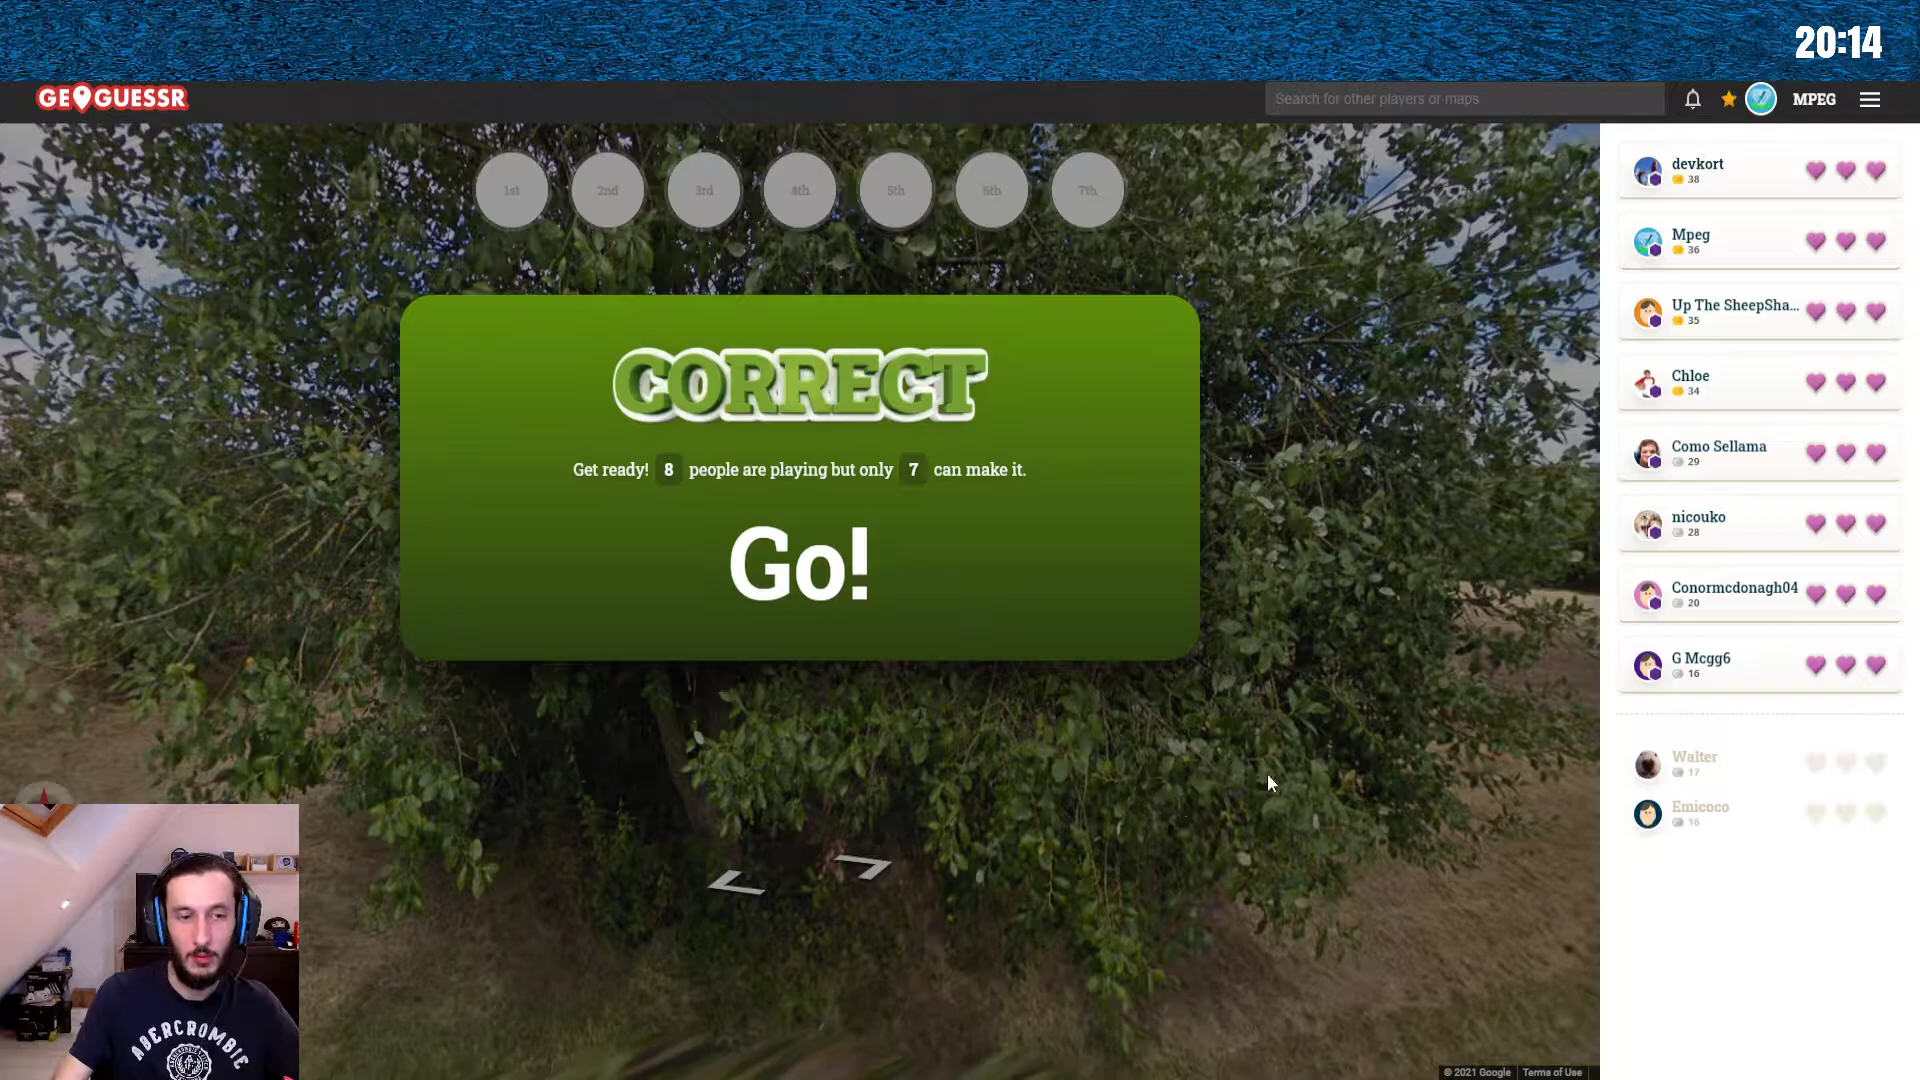 20:14
GEOGUESSR
Search for other players or maps
MPEG
1st 2nd 3rd 4th 5th 6th 7th
CORRECT
Get ready! 8 people are playing but only 7 can make it.
Go!
devkort
38
Mpeg
36
Up The SheepSha...
35
Chloe
34
Como Sellama
29
nicouko
28
Conormcdonagh04
20
G Mcgg6
16
Walter
17
Emicoco
16
ABERCROMBIE
© 2021 Google
Terms of Use